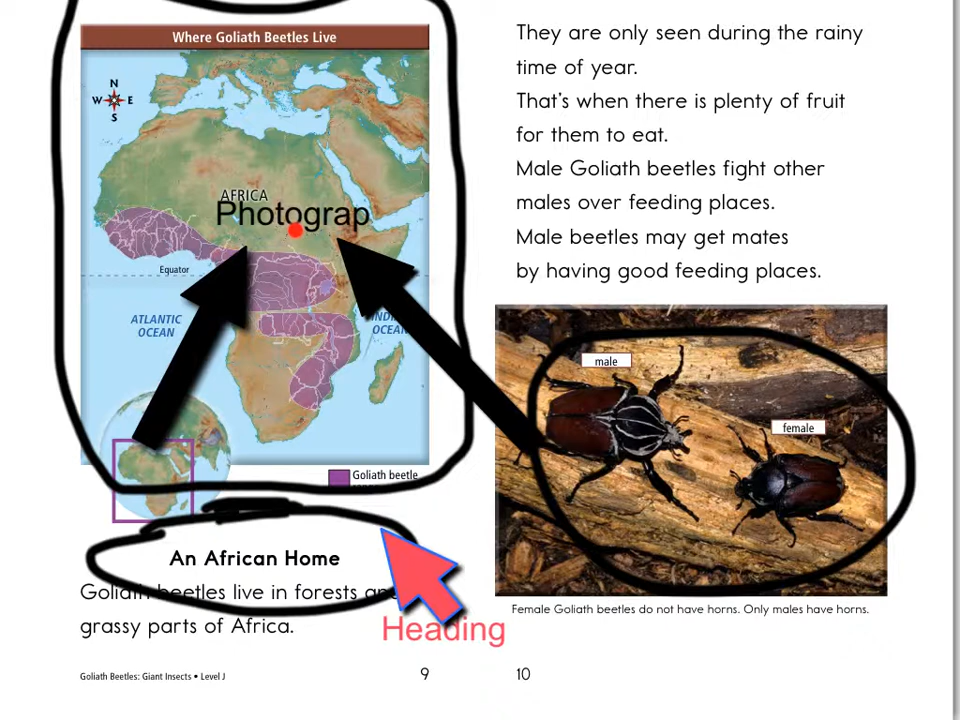 Where Goliath Beetles Live
N
W E
S
AFRICA
Photograp
Equator
ATLANTIC
OCEAN
OCEAN
Goliath beetle
An African Home
Goliath beetles live in forests
grassy parts of Africa.
Heading
Goliath Beetles: Giant Insects • Level J
9
They are only seen during the rainy
time of year.
That's when there is plenty of fruit
for them to eat.
Male Goliath beetles fight other
males over feeding places.
Male beetles may get mates
by having good feeding places.
male
female
Female Goliath beetles do not have horns. Only males have horns.
10